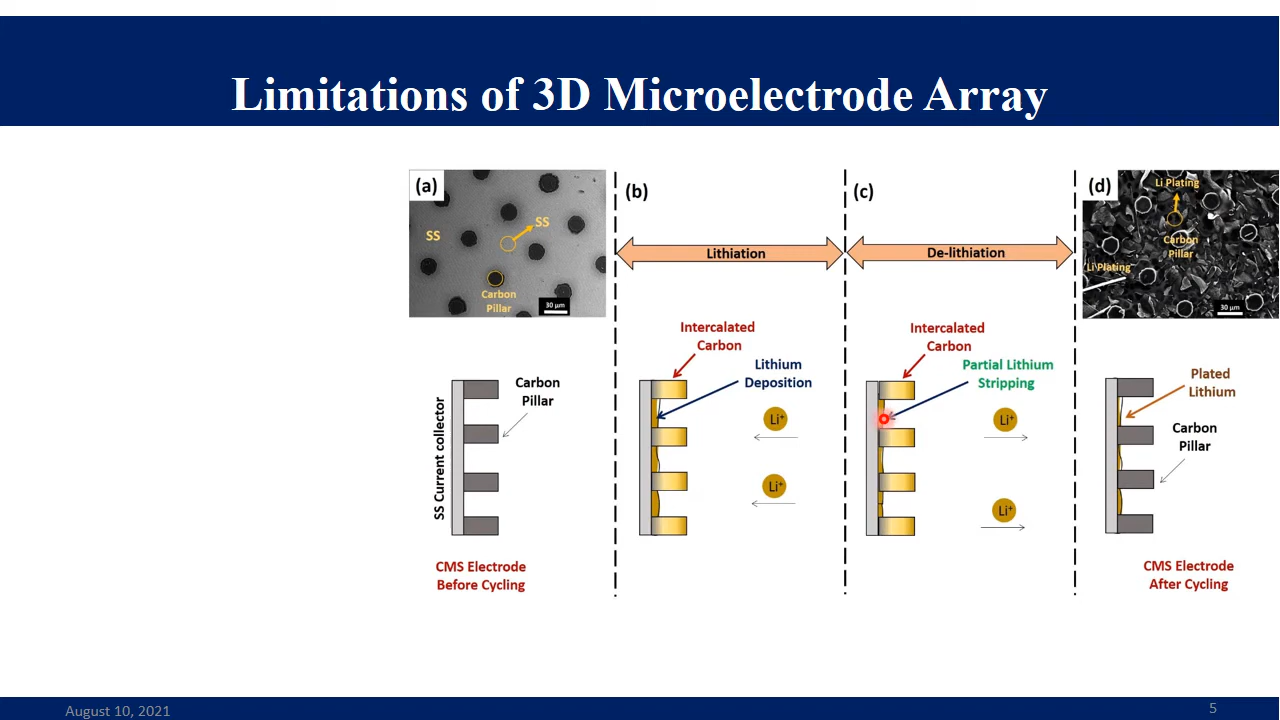 Limitations of 3D Microelectrode Array
(a)
SS
SS
Carbon
Pillar
30 µm
(b)
Lithiation
Intercalated
Carbon
Lithium
Deposition
Li⁺
Li⁺
(c)
De-lithiation
Intercalated
Carbon
Partial Lithium
Stripping
Li⁺
Li⁺
(d)
Li Plating
Carbon
Pillar
Li Plating
30 µm
SS Current collector
Carbon
Pillar
CMS Electrode
Before Cycling
Plated
Lithium
Carbon
Pillar
CMS Electrode
After Cycling
August 10, 2021
5